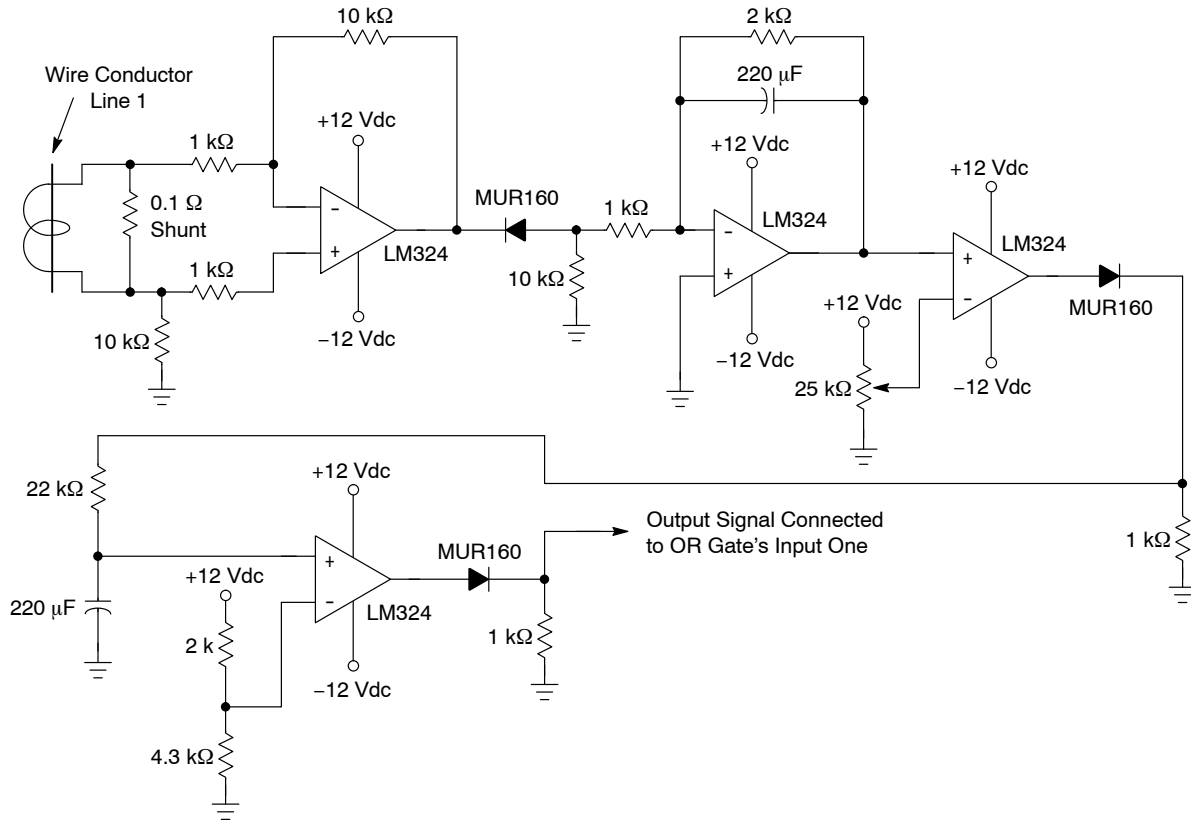 10 kΩ
2 kΩ
220 μF
Wire Conductor
Line 1
+12 Vdc
1 kΩ
0.1 Ω
Shunt
1 kΩ
-
+
LM324
−12 Vdc
10 kΩ
MUR160
1 kΩ
10 kΩ
+12 Vdc
-
+
LM324
−12 Vdc
+12 Vdc
LM324
+
-
−12 Vdc
+12 Vdc
25 kΩ
MUR160
22 kΩ
220 μF
+12 Vdc
+
-
LM324
−12 Vdc
+12 Vdc
2 k
4.3 kΩ
MUR160
1 kΩ
Output Signal Connected
to OR Gate's Input One
1 kΩ